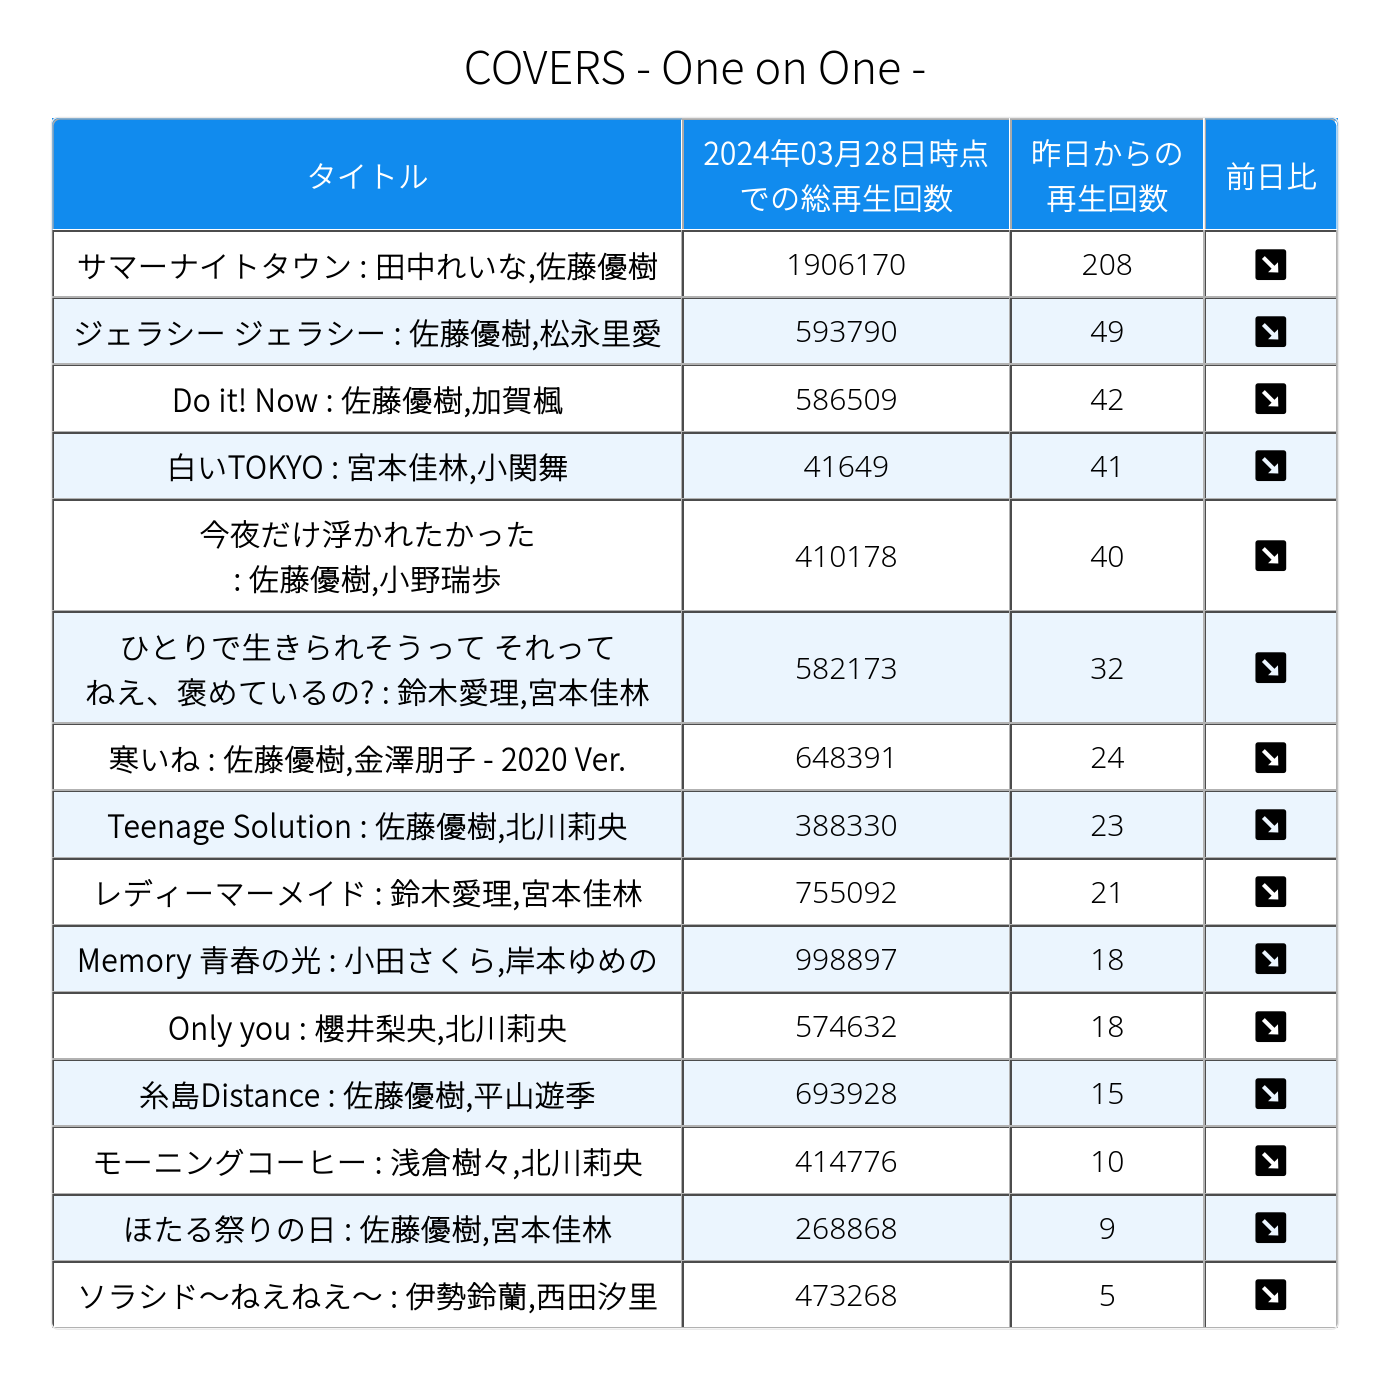 COVERS - One on One -
タイトル
2024年03月28日時点
での総再生回数
昨日からの
再生回数
前日比
サマーナイトタウン : 田中れいな,佐藤優樹
1906170
208
ジェラシー ジェラシー : 佐藤優樹,松永里愛
593790
49
Do it! Now : 佐藤優樹,加賀楓
586509
42
白いTOKYO : 宮本佳林,小関舞
41649
41
今夜だけ浮かれたかった
: 佐藤優樹,小野瑞歩
410178
40
ひとりで生きられそうって それって
ねえ、褒めているの? : 鈴木愛理,宮本佳林
582173
32
寒いね : 佐藤優樹,金澤朋子 - 2020 Ver.
648391
24
Teenage Solution : 佐藤優樹,北川莉央
388330
23
レディーマーメイド : 鈴木愛理,宮本佳林
755092
21
Memory 青春の光 : 小田さくら,岸本ゆめの
998897
18
Only you : 櫻井梨央,北川莉央
574632
18
糸島Distance : 佐藤優樹,平山遊季
693928
15
モーニングコーヒー : 浅倉樹々,北川莉央
414776
10
ほたる祭りの日 : 佐藤優樹,宮本佳林
268868
9
ソラシド〜ねえねえ〜 : 伊勢鈴蘭,西田汐里
473268
5